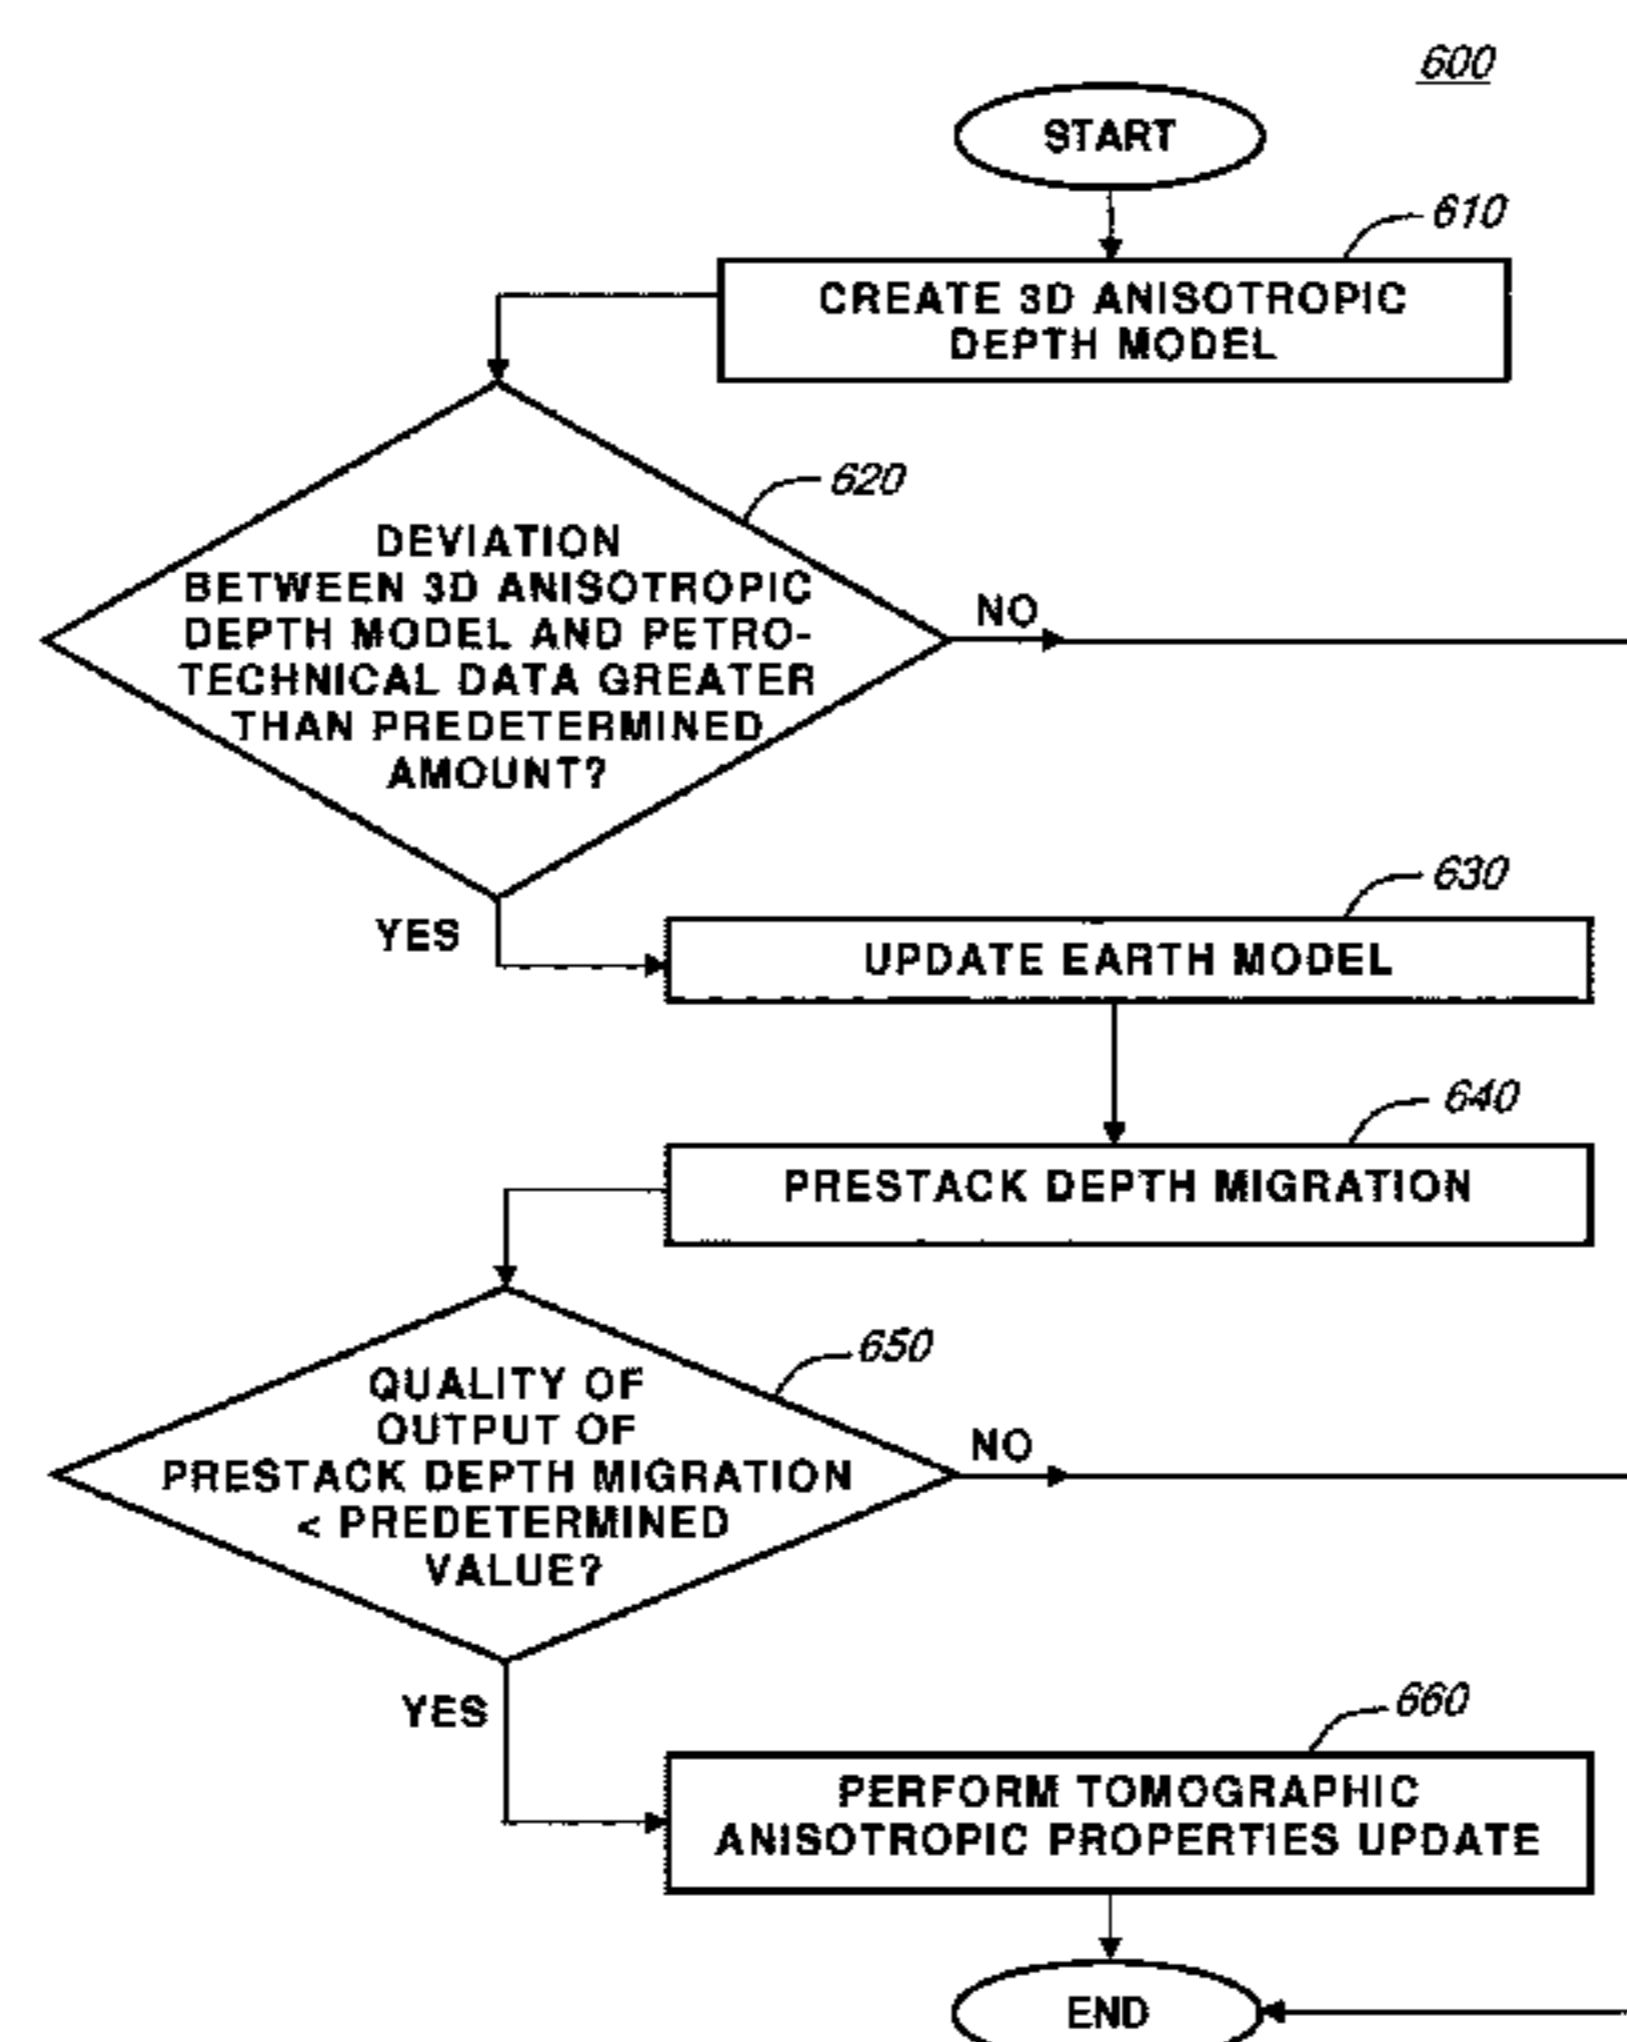 600
START
610
CREATE 3D ANISOTROPIC
DEPTH MODEL
620
DEVIATION
BETWEEN 3D ANISOTROPIC
DEPTH MODEL AND PETRO-
TECHNICAL DATA GREATER
THAN PREDETERMINED
AMOUNT?
NO
YES
630
UPDATE EARTH MODEL
640
PRESTACK DEPTH MIGRATION
650
QUALITY OF
OUTPUT OF
PRESTACK DEPTH MIGRATION
< PREDETERMINED
VALUE?
NO
YES
660
PERFORM TOMOGRAPHIC
ANISOTROPIC PROPERTIES UPDATE
END